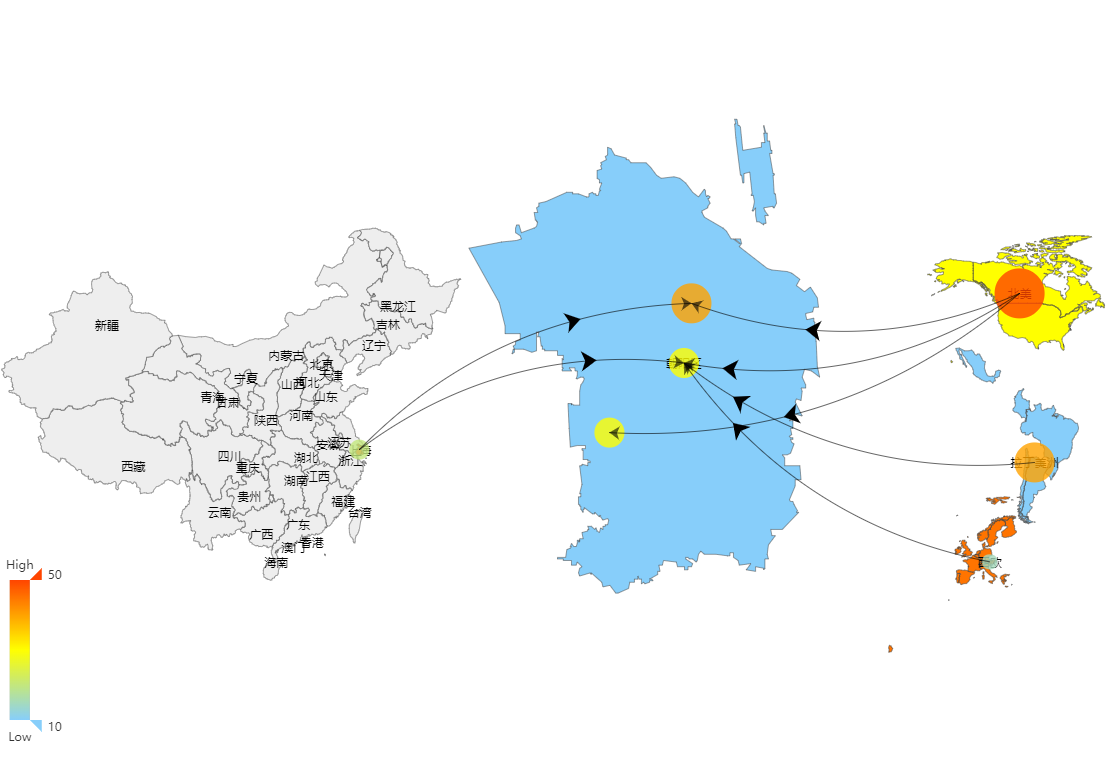 黑龙江
新疆
吉林
辽宁
内蒙古
北京
天津
宁夏
山西
河北
青海
山东
甘肃
河南
陕西
江苏
安徽
四川
湖北
浙江
西藏
重庆
湖南
江西
贵州
福建
云南
台湾
广东
广西
香港
澳门
海南
北美
拉丁美洲
High
50
10
Low